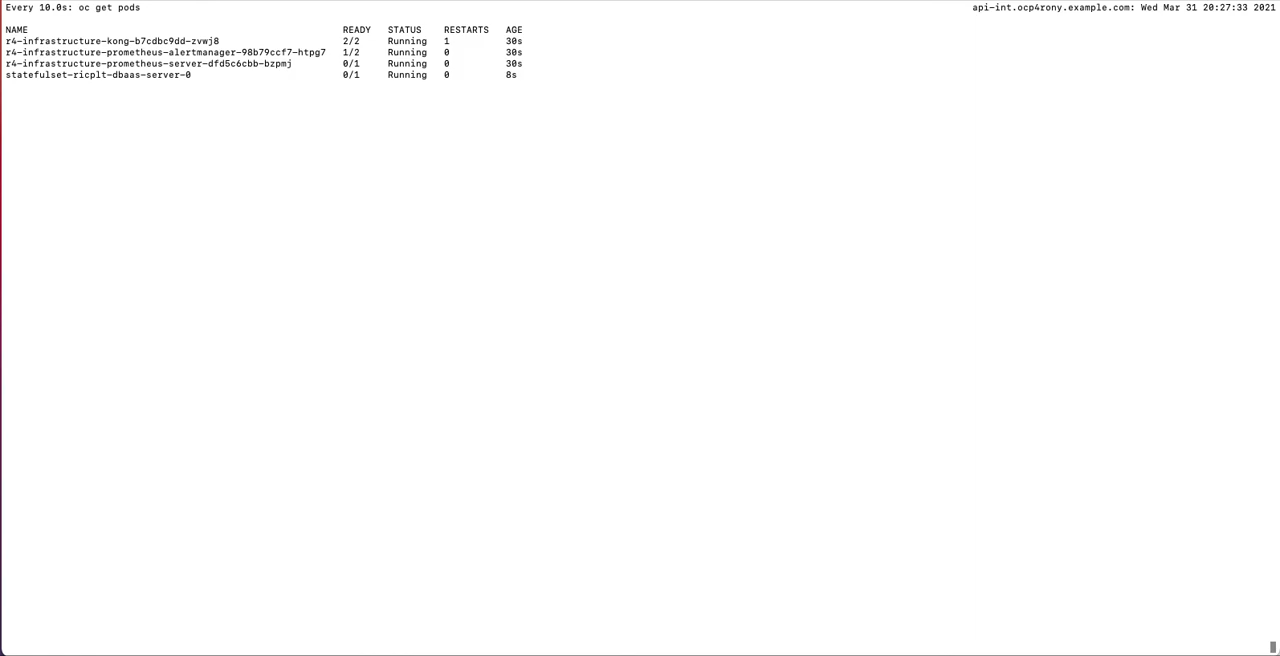 Every 10.0s: oc get pods api-int.ocp4rony.example.com: Wed Mar 31 20:27:33 2021
NAME READY STATUS RESTARTS AGE
r4-infrastructure-kong-b7cdbc9dd-zvwj8 2/2 Running 1 30s
r4-infrastructure-prometheus-alertmanager-98b79ccf7-htpg7 1/2 Running 0 30s
r4-infrastructure-prometheus-server-dfd5c6cbb-bzpmj 0/1 Running 0 30s
statefulset-ricplt-dbaas-server-0 0/1 Running 0 8s